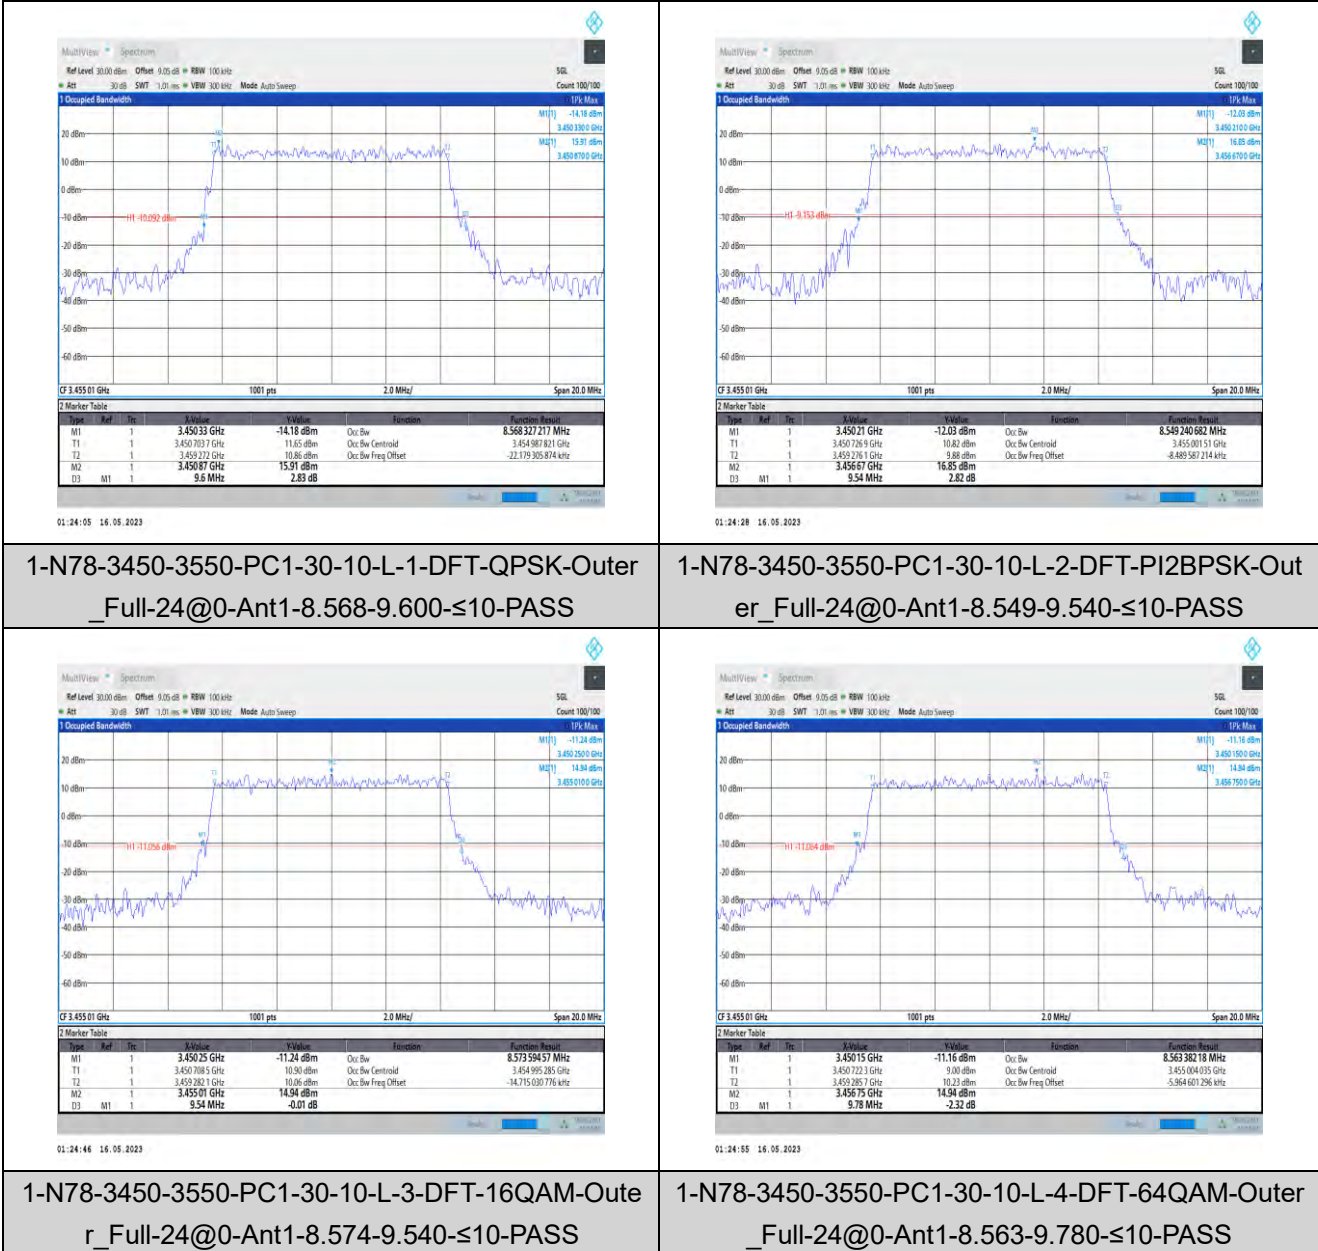 MultiView Spectrum
Ref Level 30.00 dBm Offset 9.05 dB RBW 100 kHz SGL
Att 30 dB SWT 1.01 ms VBW 300 kHz Mode Auto Sweep Count 100/100
1 Occupied Bandwidth 1Pk Max
M1[1] -14.18 dBm
3.450 330 0 GHz
M2[1] 15.91 dBm
3.450 870 0 GHz
20 dBm
10 dBm
0 dBm
-10 dBm
H1 -10.092 dBm
-20 dBm
-30 dBm
-40 dBm
-50 dBm
-60 dBm
M1
M2
T1
T2
CF 3.455 01 GHz 1001 pts 2.0 MHz/ Span 20.0 MHz
2 Marker Table
Type Ref Trc X-Value Y-Value Function Function Result
M1 1 3.450 33 GHz -14.18 dBm Occ Bw 8.568 327 217 MHz
T1 1 3.450 703 7 GHz 11.65 dBm Occ Bw Centroid 3.454 987 821 GHz
T2 1 3.459 272 GHz 10.86 dBm Occ Bw Freq Offset -22.179 305 874 kHz
M2 1 3.450 87 GHz 15.91 dBm
D3 M1 1 9.6 MHz 2.83 dB
01:24:05 16.05.2023
1-N78-3450-3550-PC1-30-10-L-1-DFT-QPSK-Outer
_Full-24@0-Ant1-8.568-9.600-≤10-PASS
MultiView Spectrum
Ref Level 30.00 dBm Offset 9.05 dB RBW 100 kHz SGL
Att 30 dB SWT 1.01 ms VBW 300 kHz Mode Auto Sweep Count 100/100
1 Occupied Bandwidth 1Pk Max
M1[1] -12.03 dBm
3.450 210 0 GHz
M2[1] 16.85 dBm
3.456 670 0 GHz
20 dBm
10 dBm
0 dBm
-10 dBm
H1 -9.153 dBm
-20 dBm
-30 dBm
-40 dBm
-50 dBm
-60 dBm
CF 3.455 01 GHz 1001 pts 2.0 MHz/ Span 20.0 MHz
2 Marker Table
Type Ref Trc X-Value Y-Value Function Function Result
M1 1 3.450 21 GHz -12.03 dBm Occ Bw 8.549 240 682 MHz
T1 1 3.450 726 9 GHz 10.82 dBm Occ Bw Centroid 3.455 001 51 GHz
T2 1 3.459 276 1 GHz 9.88 dBm Occ Bw Freq Offset -8.489 587 214 kHz
M2 1 3.456 67 GHz 16.85 dBm
D3 M1 1 9.54 MHz 2.82 dB
01:24:28 16.05.2023
1-N78-3450-3550-PC1-30-10-L-2-DFT-PI2BPSK-Out
er_Full-24@0-Ant1-8.549-9.540-≤10-PASS
MultiView Spectrum
Ref Level 30.00 dBm Offset 9.05 dB RBW 100 kHz SGL
Att 30 dB SWT 1.01 ms VBW 300 kHz Mode Auto Sweep Count 100/100
1 Occupied Bandwidth 1Pk Max
M1[1] -11.24 dBm
3.450 250 0 GHz
M2[1] 14.94 dBm
3.455 010 0 GHz
20 dBm
10 dBm
0 dBm
-10 dBm
H1 -11.056 dBm
-20 dBm
-30 dBm
-40 dBm
-50 dBm
-60 dBm
CF 3.455 01 GHz 1001 pts 2.0 MHz/ Span 20.0 MHz
2 Marker Table
Type Ref Trc X-Value Y-Value Function Function Result
M1 1 3.450 25 GHz -11.24 dBm Occ Bw 8.573 594 57 MHz
T1 1 3.450 708 5 GHz 10.90 dBm Occ Bw Centroid 3.454 995 285 GHz
T2 1 3.459 282 1 GHz 10.06 dBm Occ Bw Freq Offset -14.715 030 776 kHz
M2 1 3.455 01 GHz 14.94 dBm
D3 M1 1 9.54 MHz -0.01 dB
01:24:46 16.05.2023
1-N78-3450-3550-PC1-30-10-L-3-DFT-16QAM-Oute
r_Full-24@0-Ant1-8.574-9.540-≤10-PASS
MultiView Spectrum
Ref Level 30.00 dBm Offset 9.05 dB RBW 100 kHz SGL
Att 30 dB SWT 1.01 ms VBW 300 kHz Mode Auto Sweep Count 100/100
1 Occupied Bandwidth 1Pk Max
M1[1] -11.16 dBm
3.450 150 0 GHz
M2[1] 14.94 dBm
3.456 750 0 GHz
20 dBm
10 dBm
0 dBm
-10 dBm
H1 -11.064 dBm
-20 dBm
-30 dBm
-40 dBm
-50 dBm
-60 dBm
CF 3.455 01 GHz 1001 pts 2.0 MHz/ Span 20.0 MHz
2 Marker Table
Type Ref Trc X-Value Y-Value Function Function Result
M1 1 3.450 15 GHz -11.16 dBm Occ Bw 8.563 382 18 MHz
T1 1 3.450 722 3 GHz 9.00 dBm Occ Bw Centroid 3.455 004 035 GHz
T2 1 3.459 285 7 GHz 10.23 dBm Occ Bw Freq Offset -5.964 601 296 kHz
M2 1 3.456 75 GHz 14.94 dBm
D3 M1 1 9.78 MHz -2.32 dB
01:24:55 16.05.2023
1-N78-3450-3550-PC1-30-10-L-4-DFT-64QAM-Outer
_Full-24@0-Ant1-8.563-9.780-≤10-PASS